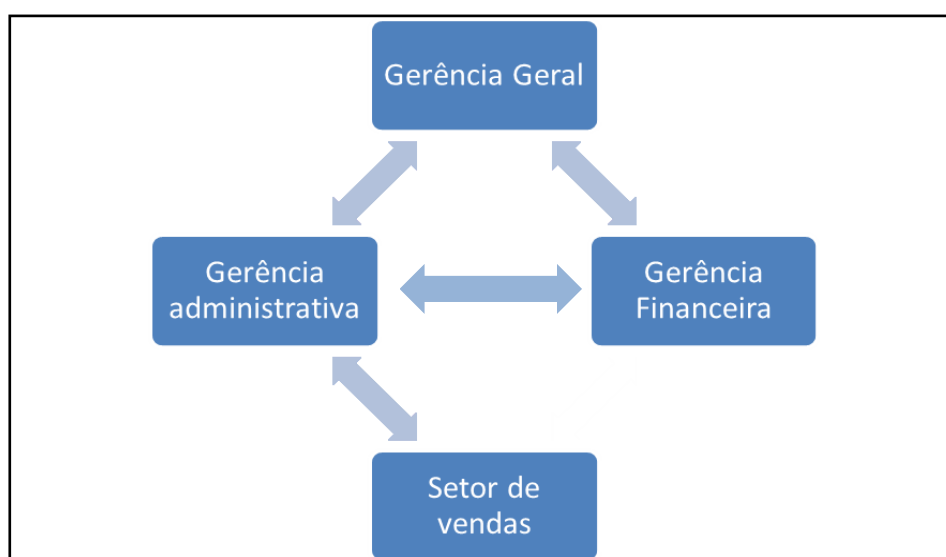 Gerência Geral
Gerência
administrativa
Gerência
Financeira
Setor de
vendas